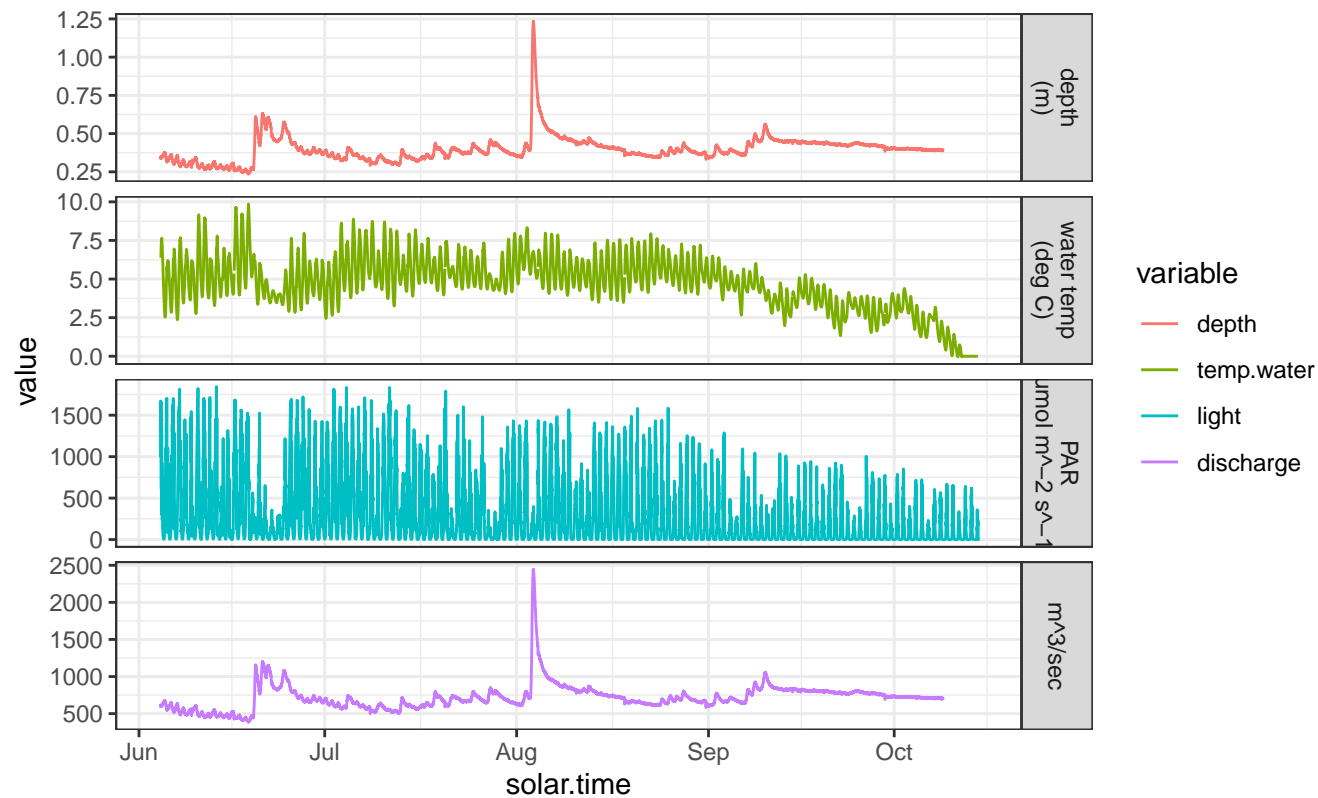 1.25
1.00
0.75
0.50
0.25
depth
(m)
10.0
7.5
5.0
2.5
0.0
water temp
(deg C)
1500
1000
500
0
PAR
umol m^-2 s^-1
2500
2000
1500
1000
500
m^3/sec
Jun
Jul
Aug
Sep
Oct
solar.time
value
variable
depth
temp.water
light
discharge